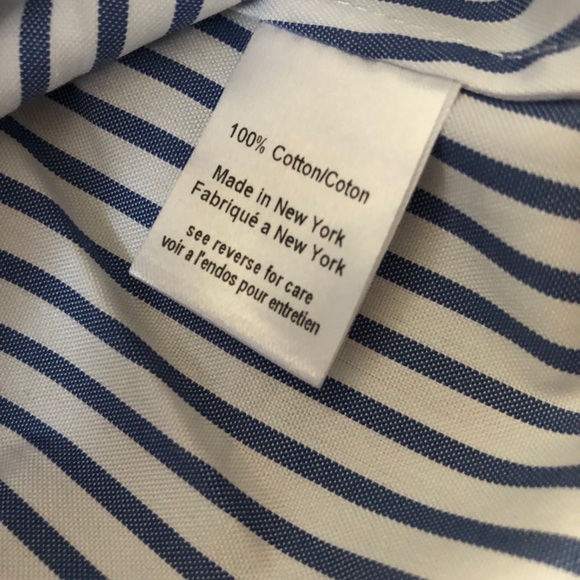 100% Cotton/Coton
Made in New York
Fabriqué a New York
see reverse for care
voir a l'endos pour entretien